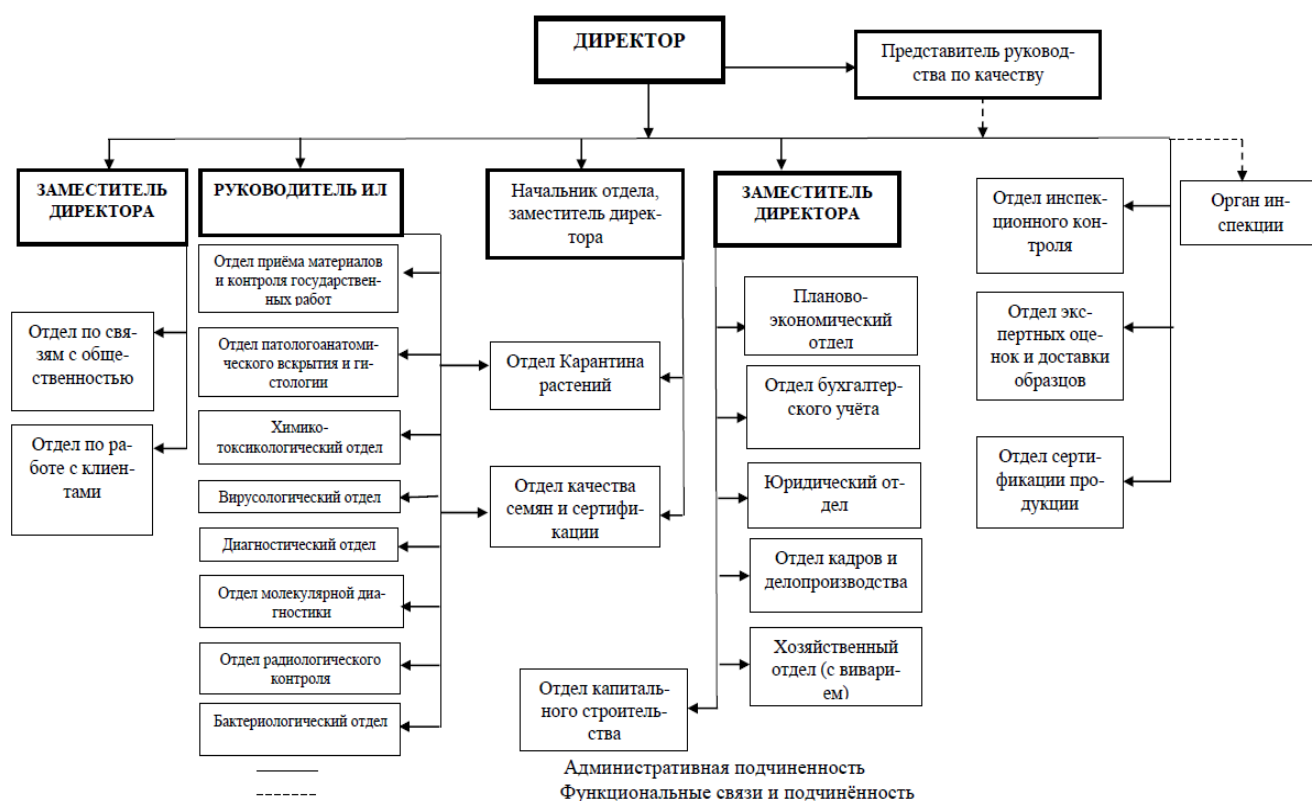 ДИРЕКТОР
Представитель руковод-
ства по качеству
ЗАМЕСТИТЕЛЬ
ДИРЕКТОРА
РУКОВОДИТЕЛЬ ИЛ
Начальник отдела,
заместитель дирек-
тора
ЗАМЕСТИТЕЛЬ
ДИРЕКТОРА
Отдел инспек-
ционного кон-
троля
Орган ин-
спекции
Отдел приёма материалов
и контроля государствен-
ных работ
Отдел по свя-
зям с обще-
ственностью
Отдел патологоанато-
мического вскрытия и ги-
стологии
Отдел Карантина
растений
Планово-
экономический
отдел
Отдел экс-
пертных оце-
нок и доставки
образцов
Отдел бухгалтер-
ского учёта
Отдел по ра-
боте с клиен-
тами
Химико-
токсикологический отдел
Вирусологический отдел
Отдел качества
семян и сертифи-
кации
Юридический от-
дел
Отдел серти-
фикации про-
дукции
Диагностический отдел
Отдел молекулярной диа-
гностики
Отдел кадров и
делопроизводства
Отдел радиологического
контроля
Хозяйственный
отдел (с вивари-
ем)
Бактериологический отдел
Отдел капиталь-
ного строитель-
ства
Административная подчиненность
Функциональные связи и подчинённость